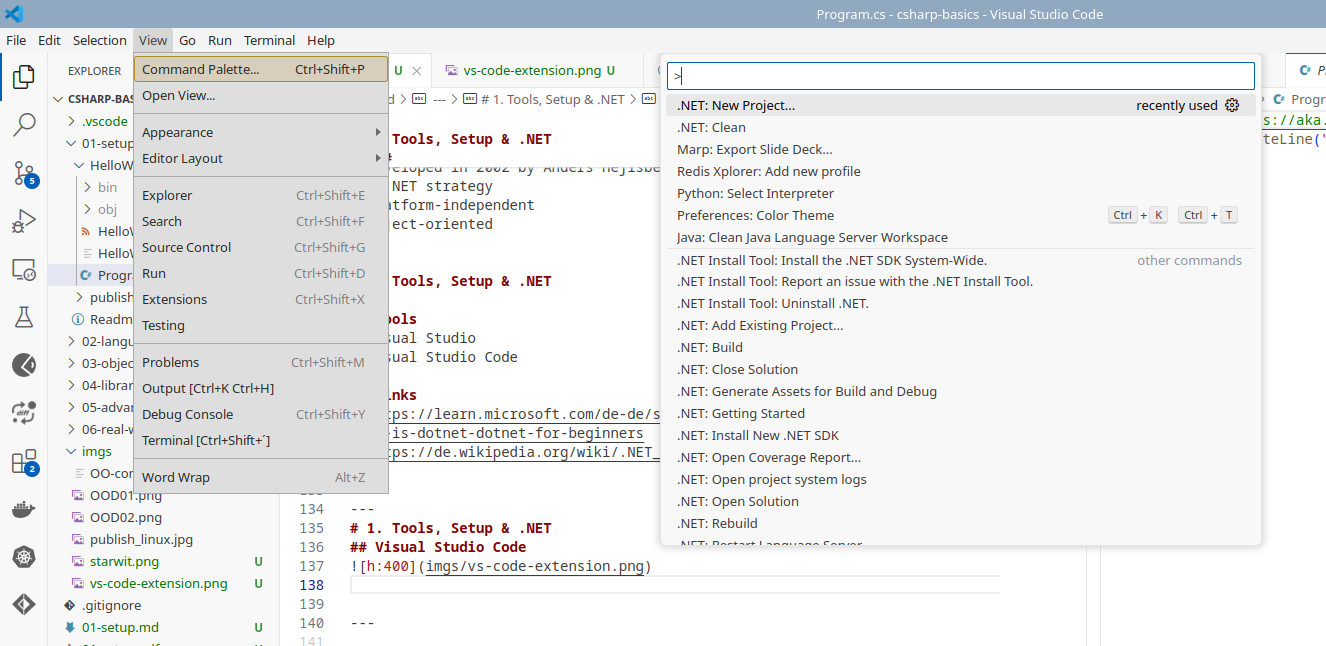 Program.cs - csharp-basics - Visual Studio Code
File Edit Selection View Go Run Terminal Help
EXPLORER
CSHARP-BAS
.vscode
01-setup
HelloW
bin
obj
HelloW
HelloW
Progra
publish
Readm
02-langu
03-objec
04-librar
05-advar
06-real-w
imgs
OO-cor
OOD01.png
OOD02.png
publish_linux.jpg
starwit.png U
vs-code-extension.png U
.gitignore
01-setup.md U
5
2
Command Palette... Ctrl+Shift+P
Open View...
Appearance
Editor Layout
Explorer Ctrl+Shift+E
Search Ctrl+Shift+F
Source Control Ctrl+Shift+G
Run Ctrl+Shift+D
Extensions Ctrl+Shift+X
Testing
Problems Ctrl+Shift+M
Output [Ctrl+K Ctrl+H]
Debug Console Ctrl+Shift+Y
Terminal [Ctrl+Shift+´]
Word Wrap Alt+Z
U
vs-code-extension.png U
d > --- > # 1. Tools, Setup & .NET >
Tools, Setup & .NET
#
veloped in 2002 by Anders Hejlsbe
NET strategy
atform-independent
ject-oriented
Tools, Setup & .NET
ools
sual Studio
sual Studio Code
inks
tps://learn.microsoft.com/de-de/s
-is-dotnet-dotnet-for-beginners
tps://de.wikipedia.org/wiki/.NET_
134 ---
135 # 1. Tools, Setup & .NET
136 ## Visual Studio Code
137 ![h:400](imgs/vs-code-extension.png)
138
139
140 ---
141
>
.NET: New Project... recently used
.NET: Clean
Marp: Export Slide Deck...
Redis Xplorer: Add new profile
Python: Select Interpreter
Preferences: Color Theme Ctrl + K Ctrl + T
Java: Clean Java Language Server Workspace
.NET Install Tool: Install the .NET SDK System-Wide. other commands
.NET Install Tool: Report an issue with the .NET Install Tool.
.NET Install Tool: Uninstall .NET.
.NET: Add Existing Project...
.NET: Build
.NET: Close Solution
.NET: Generate Assets for Build and Debug
.NET: Getting Started
.NET: Install New .NET SDK
.NET: Open Coverage Report...
.NET: Open project system logs
.NET: Open Solution
.NET: Rebuild
.NET: Restart Language Server
C# P
C# Progr
s://aka.
teLine('